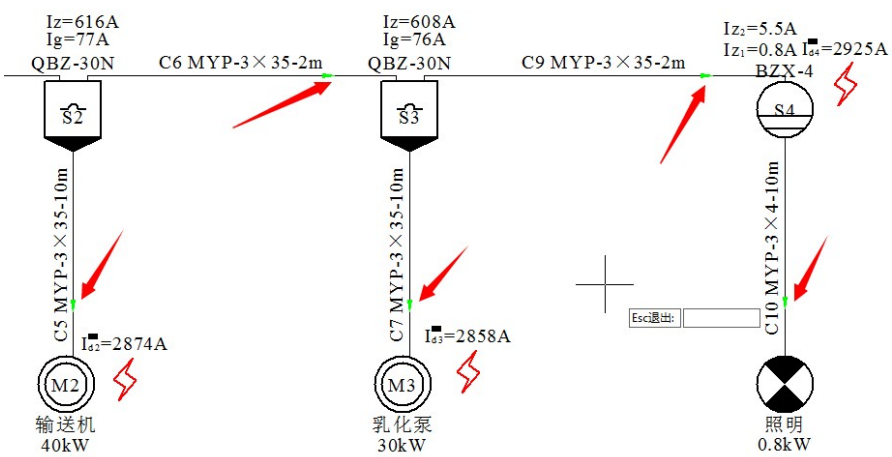 Iz=616A
Ig=77A
QBZ-30N
C6 MYP-3×35-2m
Iz=608A
Ig=76A
QBZ-30N
C9 MYP-3×35-2m
Iz₂=5.5A
Iz₁=0.8A
Id4=2925A
BZX-4
S2
S3
S4
C5 MYP-3×35-10m
C7 MYP-3×35-10m
C10 MYP-3×4-10m
Esc退出:
Id2=2874A
Id3=2858A
M2
M3
输送机
40kW
乳化泵
30kW
照明
0.8kW